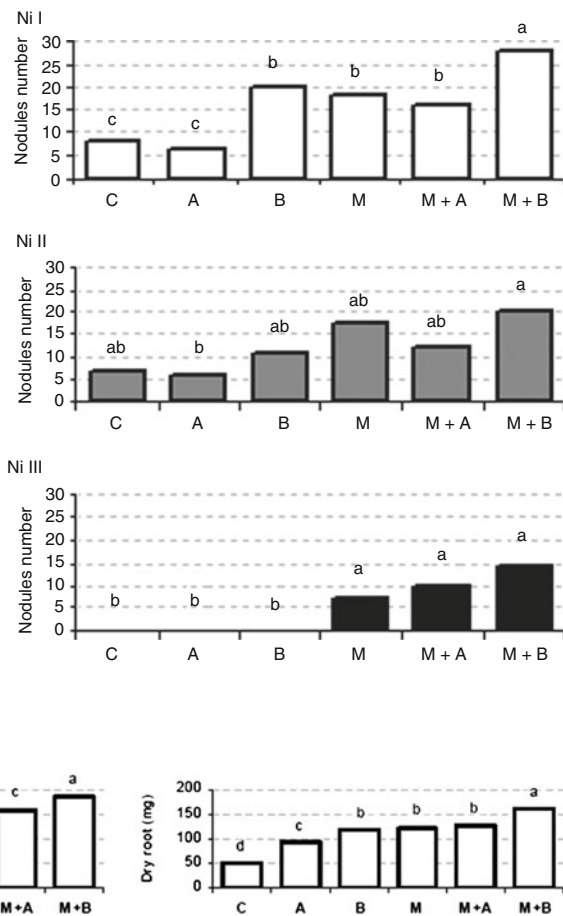 Ni I
Nodules number
30
25
20
15
10
5
0
c c b b b a
C A B M M + A M + B
Ni II
Nodules number
30
25
20
15
10
5
0
ab b ab ab ab a
C A B M M + A M + B
Ni III
Nodules number
30
25
20
15
10
5
0
b b b a a a
C A B M M + A M + B
c a
M+A M+B
Dry root (mg)
200
150
100
50
0
d c b b b a
C A B M M+A M+B